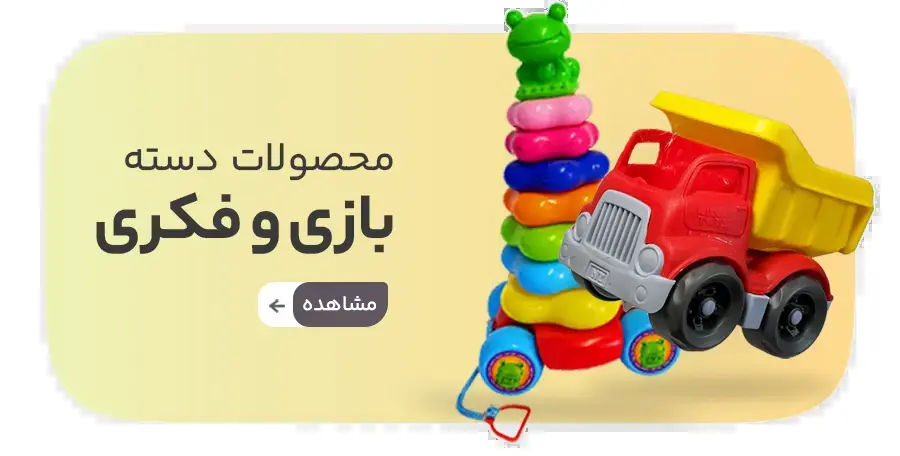 محصولات دسته
بازی و فکری
مشاهده